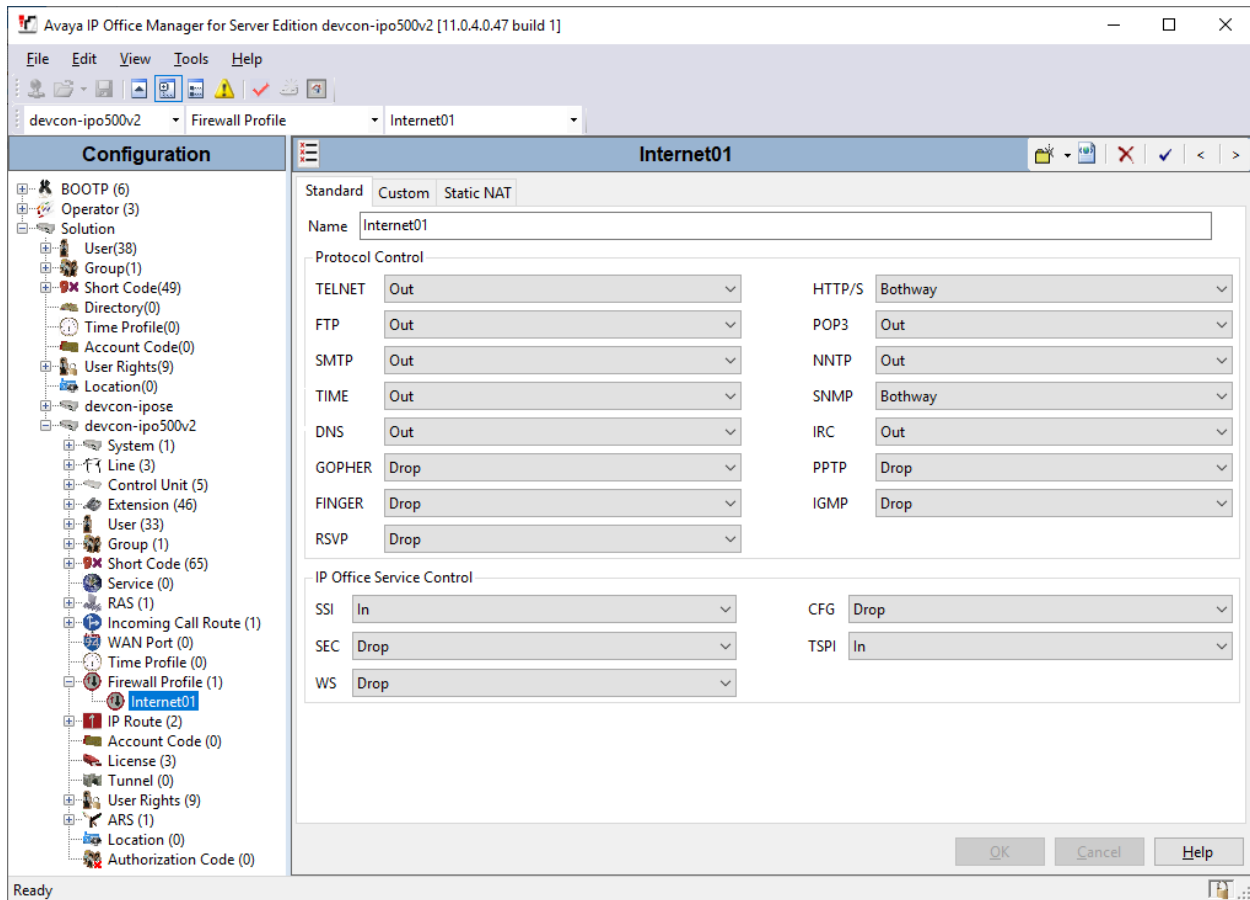 Avaya IP Office Manager for Server Edition devcon-ipo500v2 [11.0.4.0.47 build 1]
File Edit View Tools Help
devcon-ipo500v2 Firewall Profile Internet01
Configuration
BOOTP (6)
Operator (3)
Solution
User(38)
Group(1)
Short Code(49)
Directory(0)
Time Profile(0)
Account Code(0)
User Rights(9)
Location(0)
devcon-ipose
devcon-ipo500v2
System (1)
Line (3)
Control Unit (5)
Extension (46)
User (33)
Group (1)
Short Code (65)
Service (0)
RAS (1)
Incoming Call Route (1)
WAN Port (0)
Time Profile (0)
Firewall Profile (1)
Internet01
IP Route (2)
Account Code (0)
License (3)
Tunnel (0)
User Rights (9)
ARS (1)
Location (0)
Authorization Code (0)
Internet01
Standard Custom Static NAT
Name Internet01
Protocol Control
TELNET Out HTTP/S Bothway
FTP Out POP3 Out
SMTP Out NNTP Out
TIME Out SNMP Bothway
DNS Out IRC Out
GOPHER Drop PPTP Drop
FINGER Drop IGMP Drop
RSVP Drop
IP Office Service Control
SSI In CFG Drop
SEC Drop TSPI In
WS Drop
OK Cancel Help
Ready